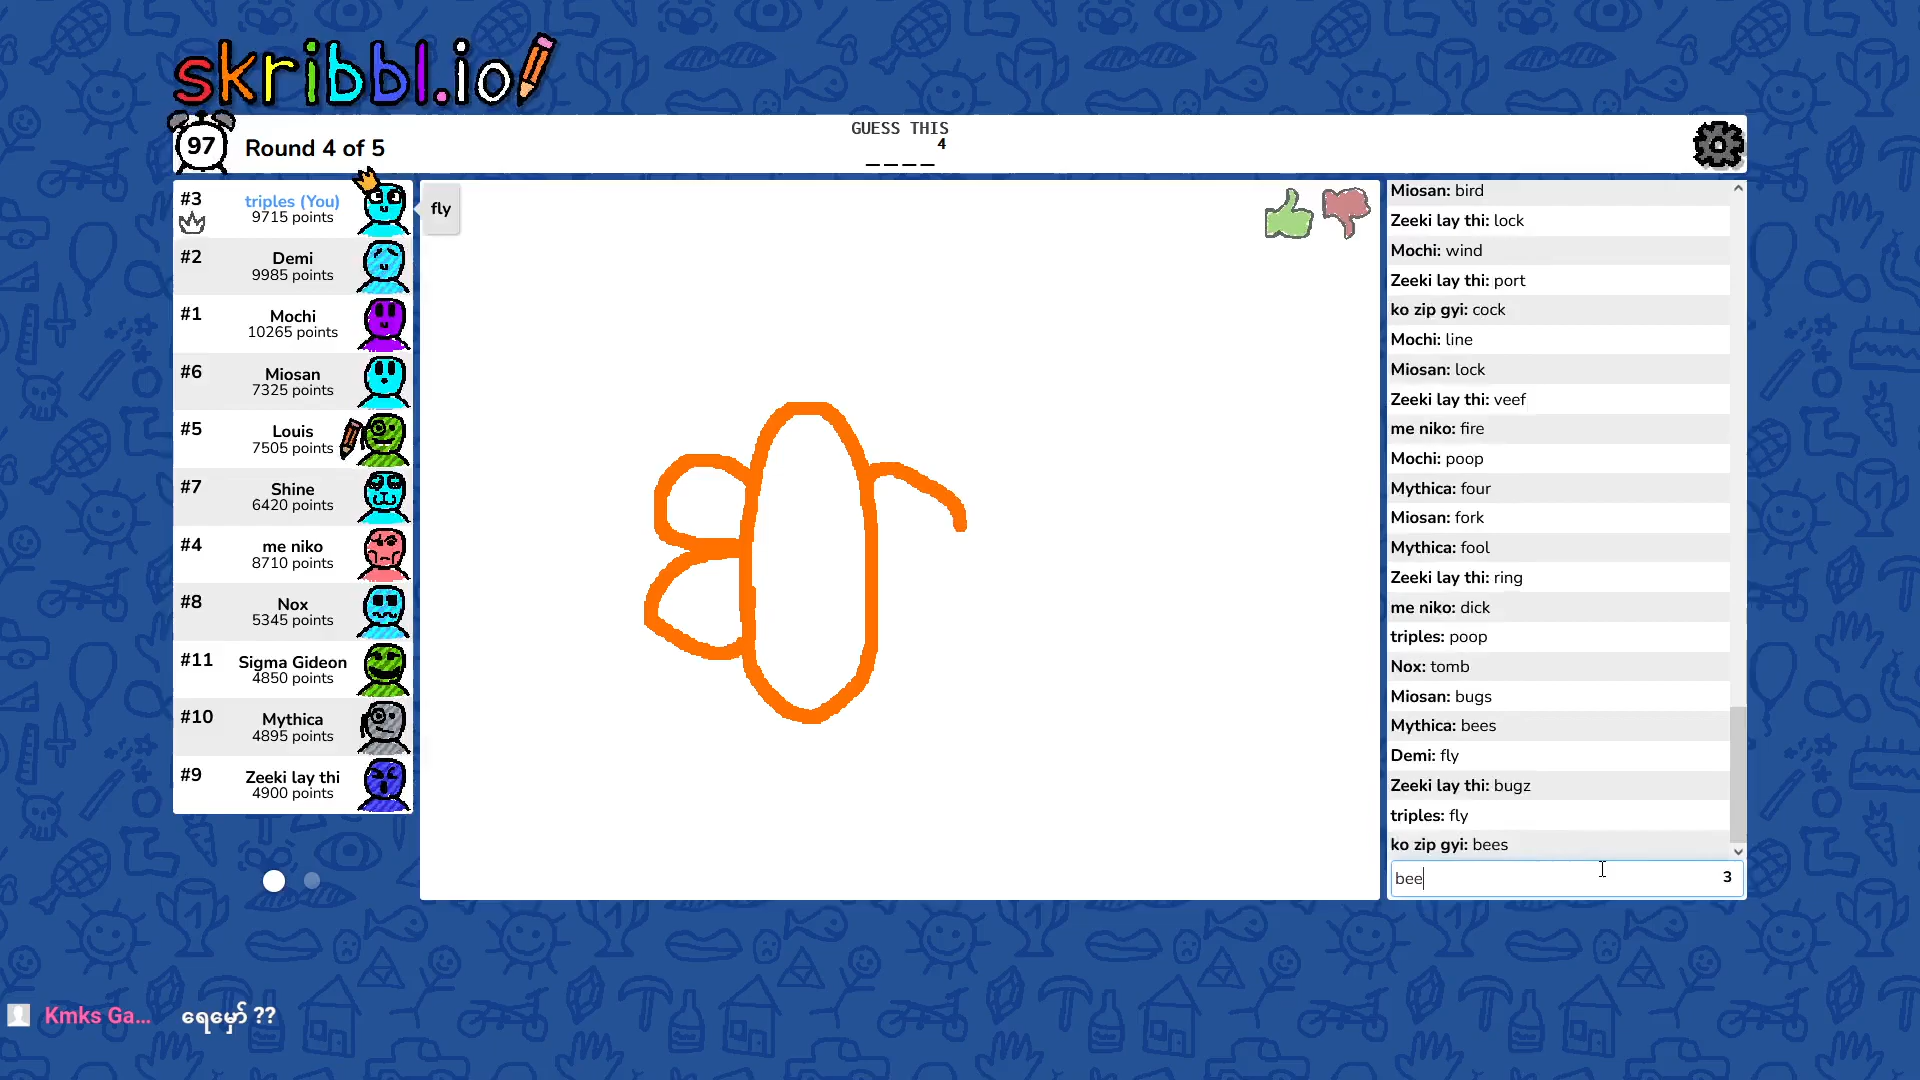 skribbl.io
97
Round 4 of 5
GUESS THIS
4
_ _ _ _
#3
triples (You)
9715 points
#2
Demi
9985 points
#1
Mochi
10265 points
#6
Miosan
7325 points
#5
Louis
7505 points
#7
Shine
6420 points
#4
me niko
8710 points
#8
Nox
5345 points
#11
Sigma Gideon
4850 points
#10
Mythica
4895 points
#9
Zeeki lay thi
4900 points
fly
Miosan: bird
Zeeki lay thi: lock
Mochi: wind
Zeeki lay thi: port
ko zip gyi: cock
Mochi: line
Miosan: lock
Zeeki lay thi: veef
me niko: fire
Mochi: poop
Mythica: four
Miosan: fork
Mythica: fool
Zeeki lay thi: ring
me niko: dick
triples: poop
Nox: tomb
Miosan: bugs
Mythica: bees
Demi: fly
Zeeki lay thi: bugz
triples: fly
ko zip gyi: bees
bee
3
Kmks Ga... ရေမှော် ??